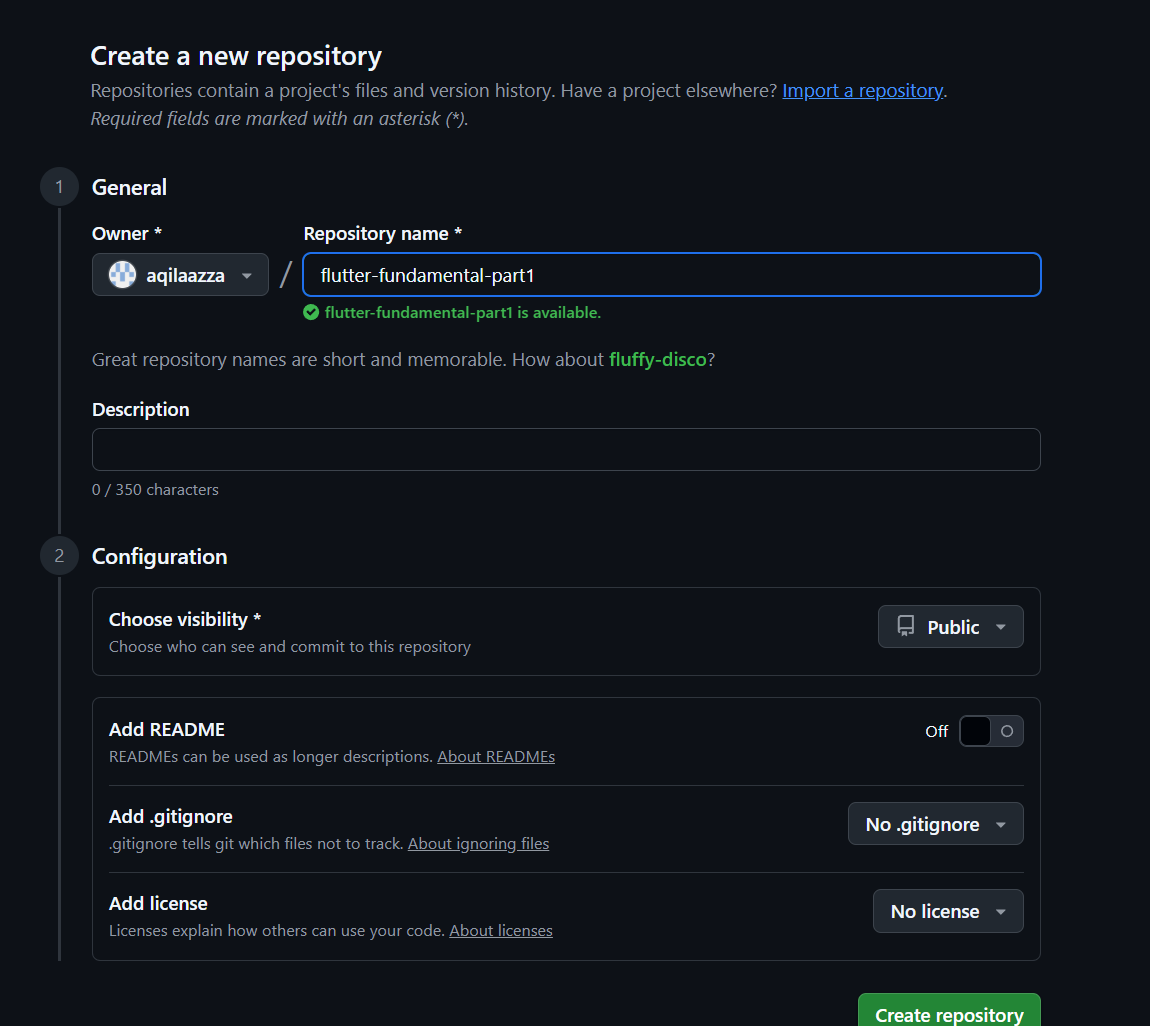 Create a new repository
Repositories contain a project's files and version history. Have a project elsewhere? Import a repository.
Required fields are marked with an asterisk (*).
1 General
Owner * Repository name *
aqilaazza / flutter-fundamental-part1
flutter-fundamental-part1 is available.
Great repository names are short and memorable. How about fluffy-disco?
Description
0 / 350 characters
2 Configuration
Choose visibility *
Choose who can see and commit to this repository
Public
Add README
READMEs can be used as longer descriptions. About READMEs
Off
Add .gitignore
.gitignore tells git which files not to track. About ignoring files
No .gitignore
Add license
Licenses explain how others can use your code. About licenses
No license
Create repository